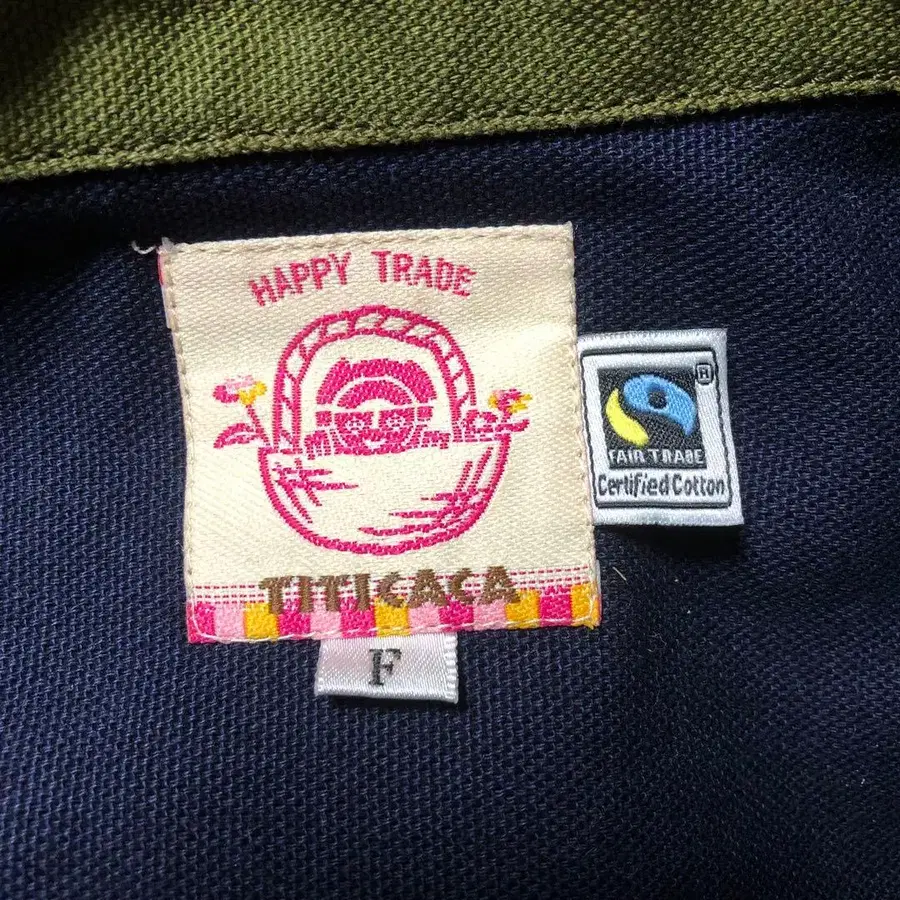 HAPPY TRADE
TITICACA
F
®
FAIR TRADE
Certified Cotton